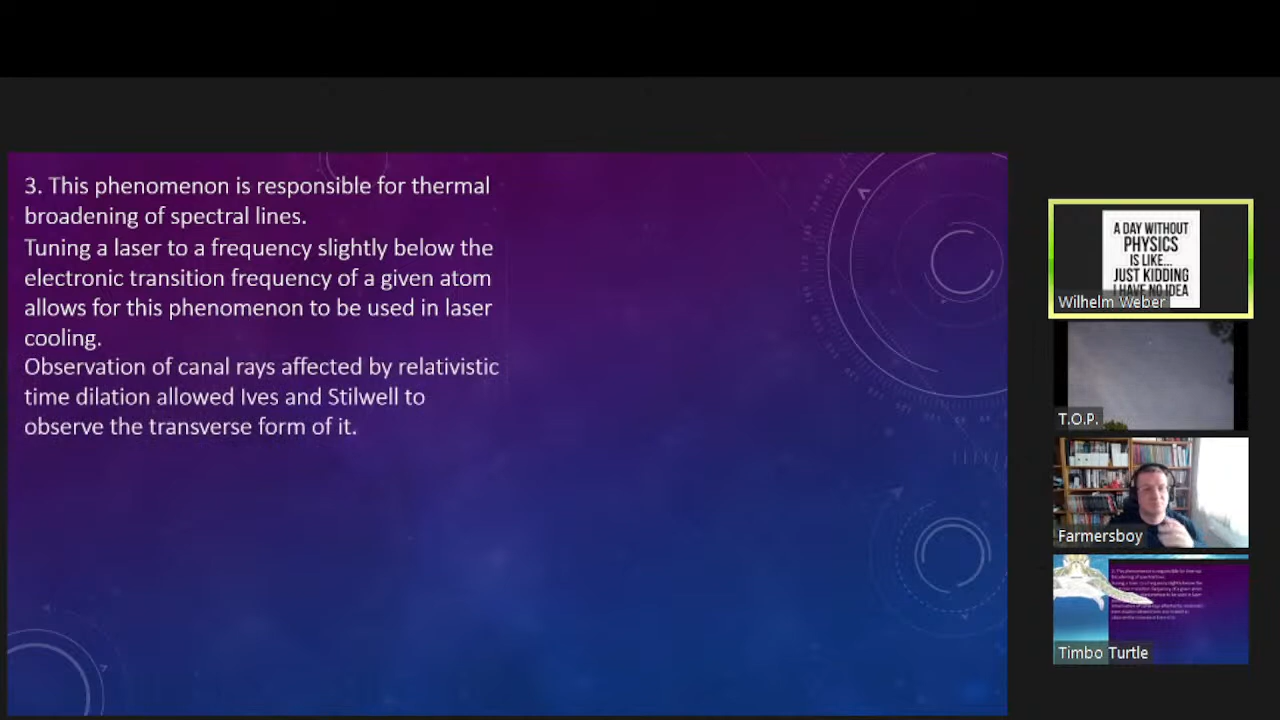 3. This phenomenon is responsible for thermal
broadening of spectral lines.
Tuning a laser to a frequency slightly below the
electronic transition frequency of a given atom
allows for this phenomenon to be used in laser
cooling.
Observation of canal rays affected by relativistic
time dilation allowed Ives and Stilwell to
observe the transverse form of it.
A DAY WITHOUT
PHYSICS
IS LIKE...
JUST KIDDING
I HAVE NO IDEA
Wilhelm Weber
T.O.P.
Farmersboy
Timbo Turtle